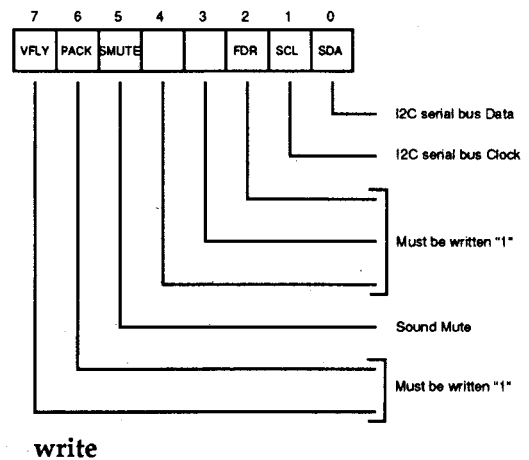 7 6 5 4 3 2 1 0
VFLY PACK SMUTE FDR SCL SDA
I2C serial bus Data
I2C serial bus Clock
Must be written "1"
Sound Mute
Must be written "1"
write